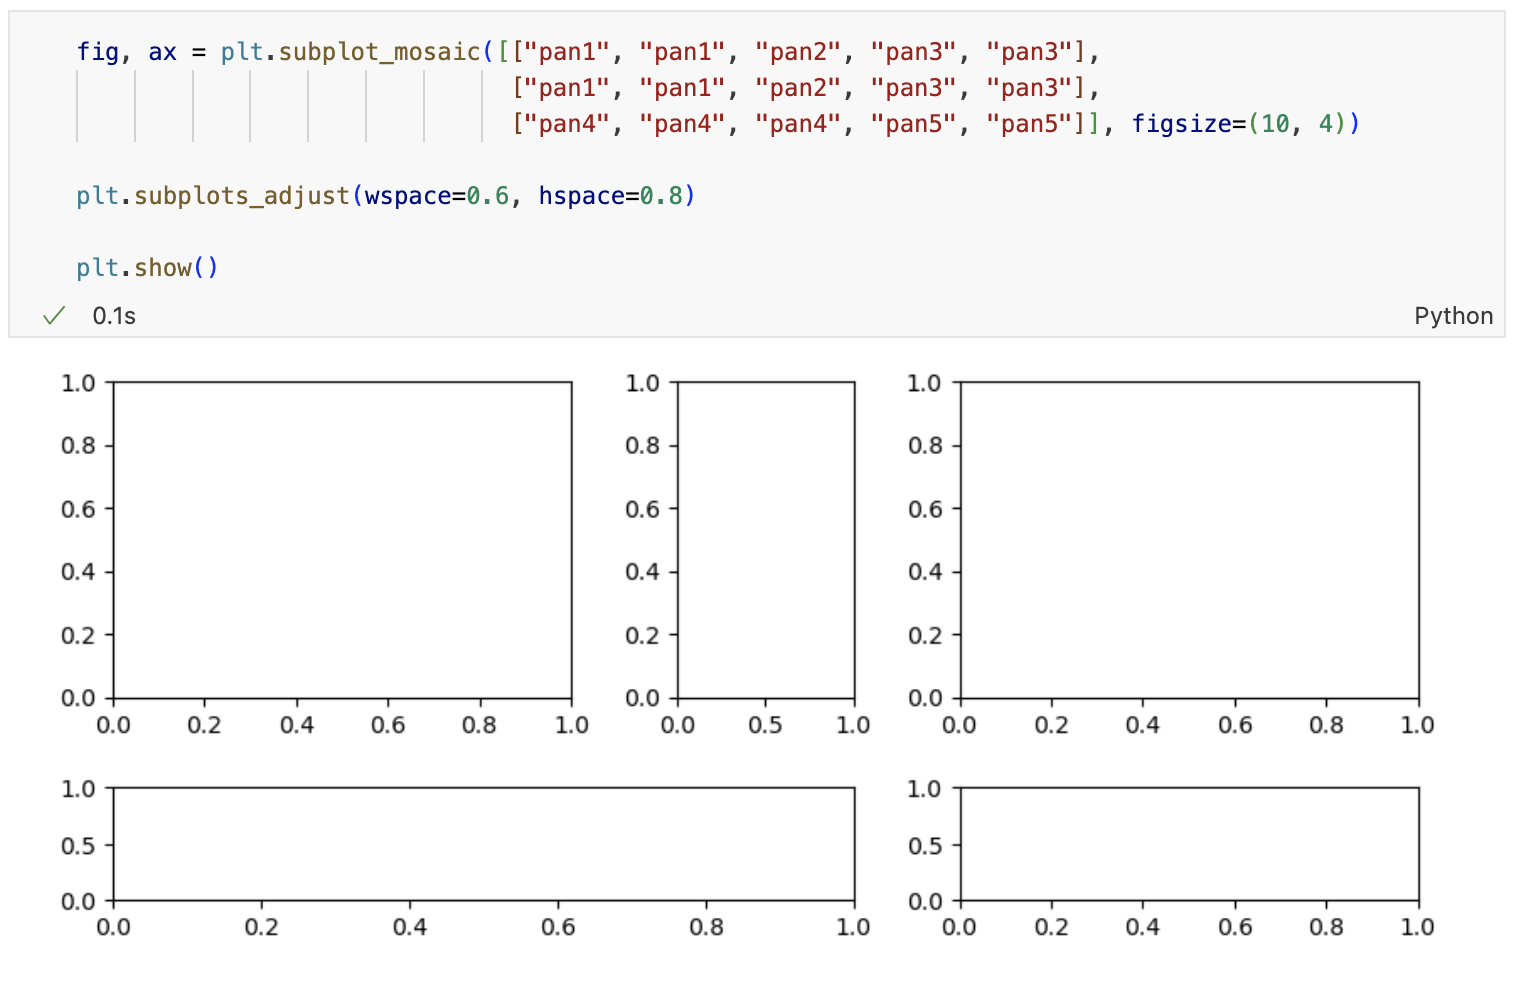 fig, ax = plt.subplot_mosaic([["pan1", "pan1", "pan2", "pan3", "pan3"],
["pan1", "pan1", "pan2", "pan3", "pan3"],
["pan4", "pan4", "pan4", "pan5", "pan5"]], figsize=(10, 4))
plt.subplots_adjust(wspace=0.6, hspace=0.8)
plt.show()
0.1s Python
1.0 1.0 1.0
0.8 0.8 0.8
0.6 0.6 0.6
0.4 0.4 0.4
0.2 0.2 0.2
0.0 0.0 0.0
0.0 0.2 0.4 0.6 0.8 1.0 0.0 0.5 1.0 0.0 0.2 0.4 0.6 0.8 1.0
1.0 1.0
0.5 0.5
0.0 0.0
0.0 0.2 0.4 0.6 0.8 1.0 0.0 0.2 0.4 0.6 0.8 1.0